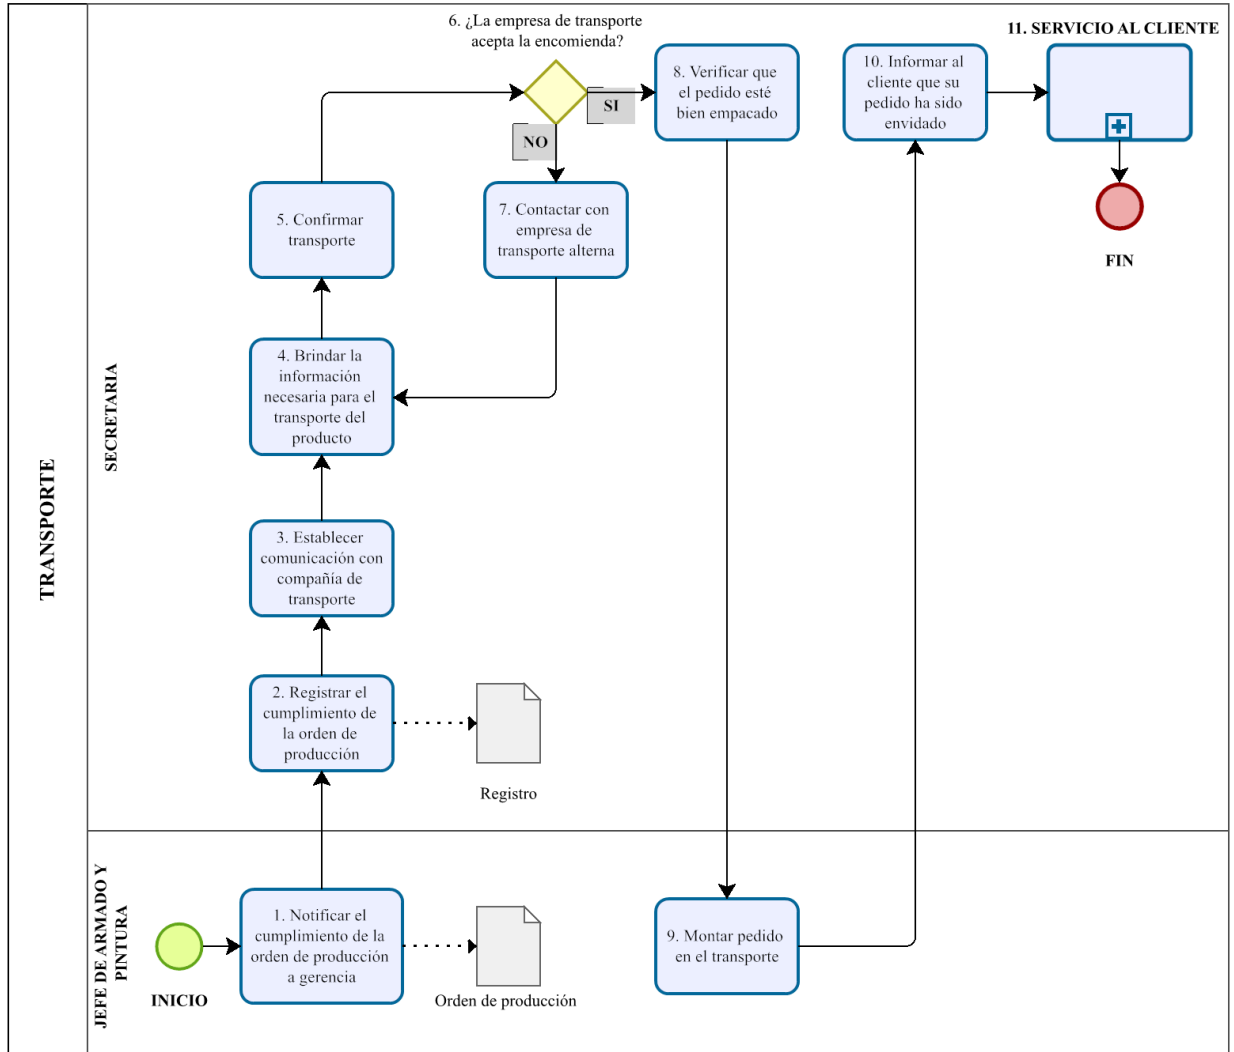 6. ¿La empresa de transporte
acepta la encomienda?
11. SERVICIO AL CLIENTE
8. Verificar que
el pedido esté
bien empacado
10. Informar al
cliente que su
pedido ha sido
envidado
SI
NO
5. Confirmar
transporte
7. Contactar con
empresa de
transporte alterna
FIN
4. Brindar la
información
necesaria para el
transporte del
producto
SECRETARIA
TRANSPORTE
3. Establecer
comunicación con
compañía de
transporte
2. Registrar el
cumplimiento de
la orden de
producción
Registro
JEFE DE ARMADO Y
PINTURA
1. Notificar el
cumplimiento de la
orden de producción
a gerencia
9. Montar pedido
en el transporte
INICIO
Orden de producción